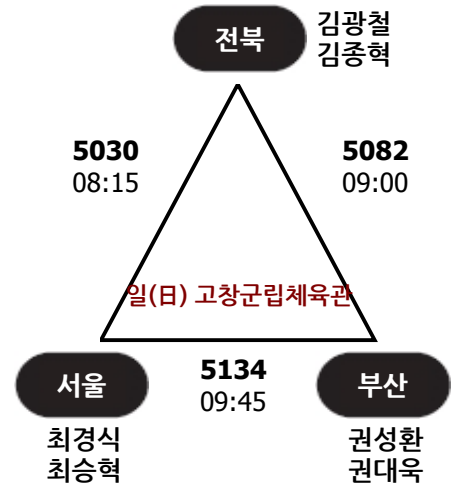 전북
김광철
김종혁
5030
08:15
5082
09:00
일(日) 고창군립체육관
서울
5134
09:45
부산
최경식
최승혁
권성환
권대욱